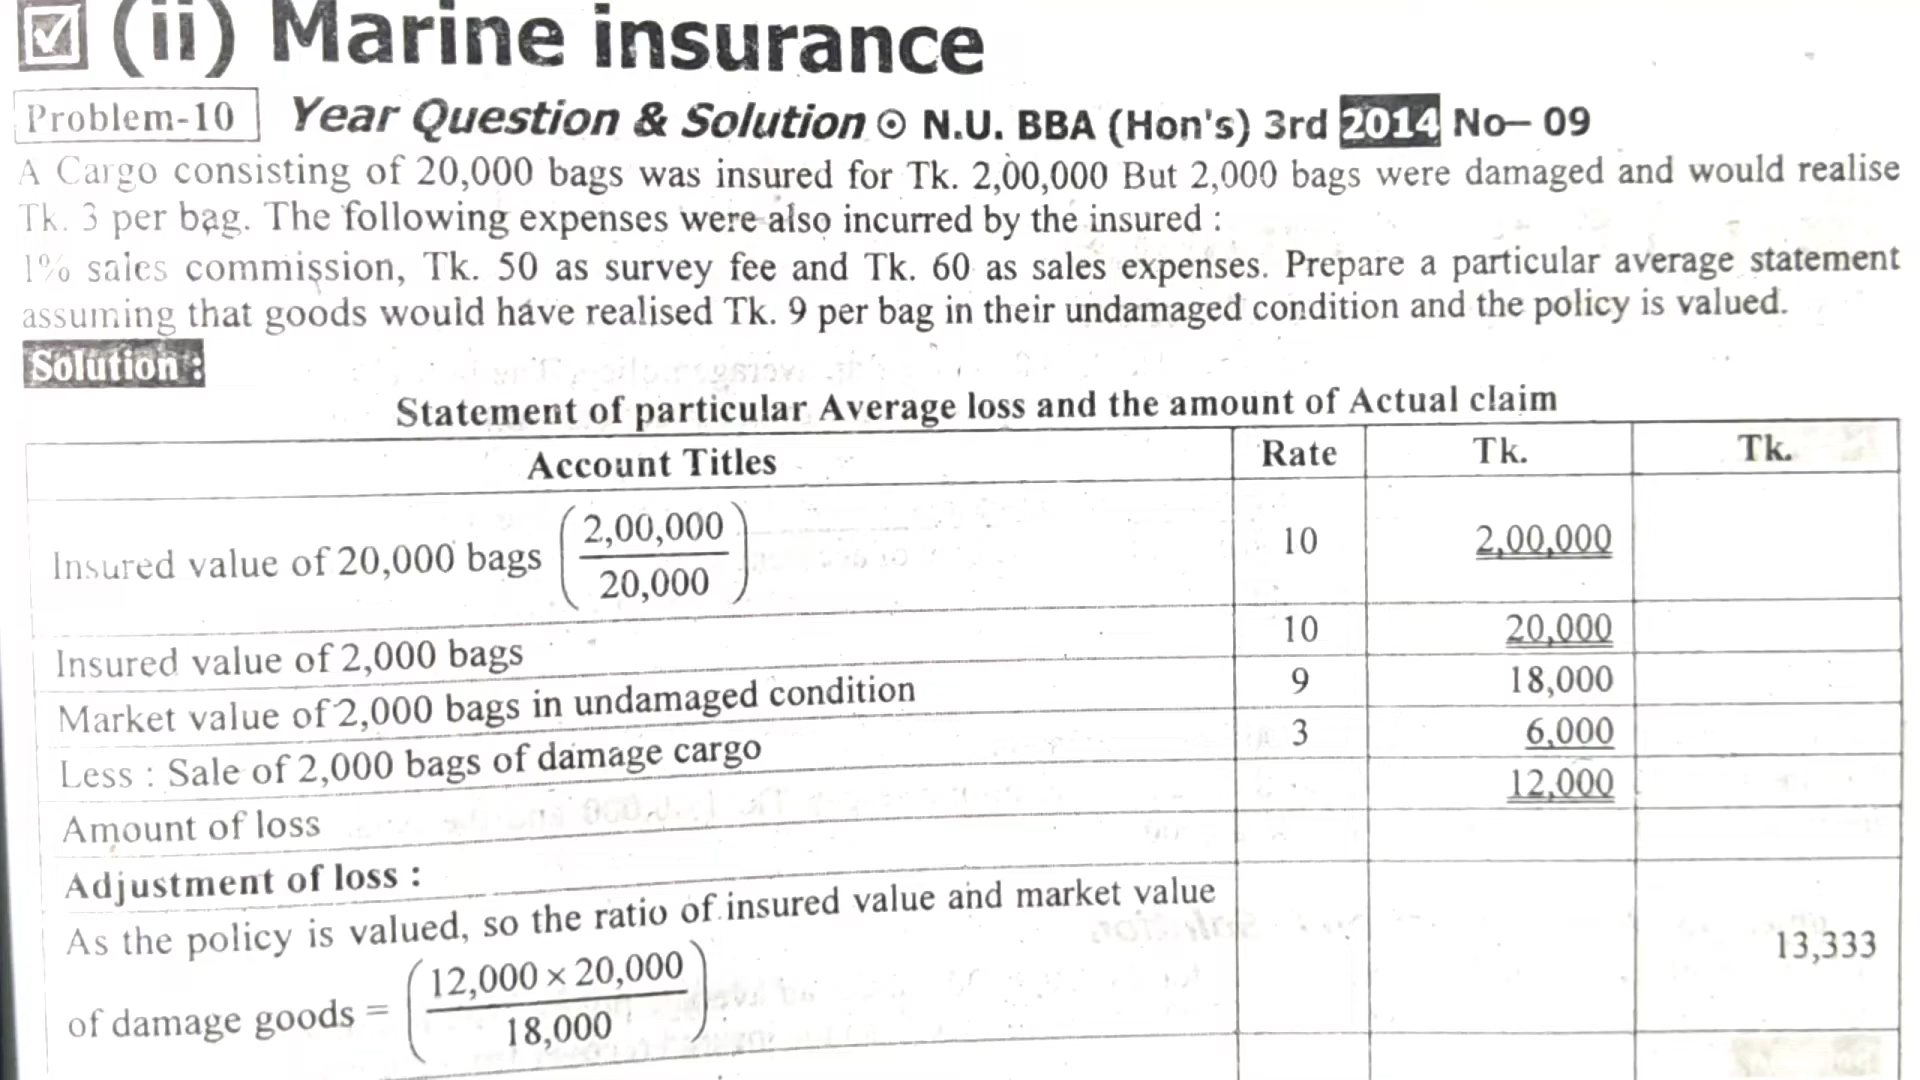 ☑ (ii) Marine insurance
Problem-10 Year Question & Solution ⊙ N.U. BBA (Hon's) 3rd 2014 No– 09
A Cargo consisting of 20,000 bags was insured for Tk. 2,00,000 But 2,000 bags were damaged and would realise
Tk. 3 per bag. The following expenses were also incurred by the insured :
1% sales commission, Tk. 50 as survey fee and Tk. 60 as sales expenses. Prepare a particular average statement
assuming that goods would have realised Tk. 9 per bag in their undamaged condition and the policy is valued.
Solution :
Statement of particular Average loss and the amount of Actual claim
Account Titles Rate Tk. Tk.
Insured value of 20,000 bags (2,00,000 / 20,000) 10 2,00,000
Insured value of 2,000 bags 10 20,000
Market value of 2,000 bags in undamaged condition 9 18,000
Less : Sale of 2,000 bags of damage cargo 3 6,000
Amount of loss 12,000
Adjustment of loss :
As the policy is valued, so the ratio of insured value and market value
of damage goods = (12,000 × 20,000 / 18,000) 13,333